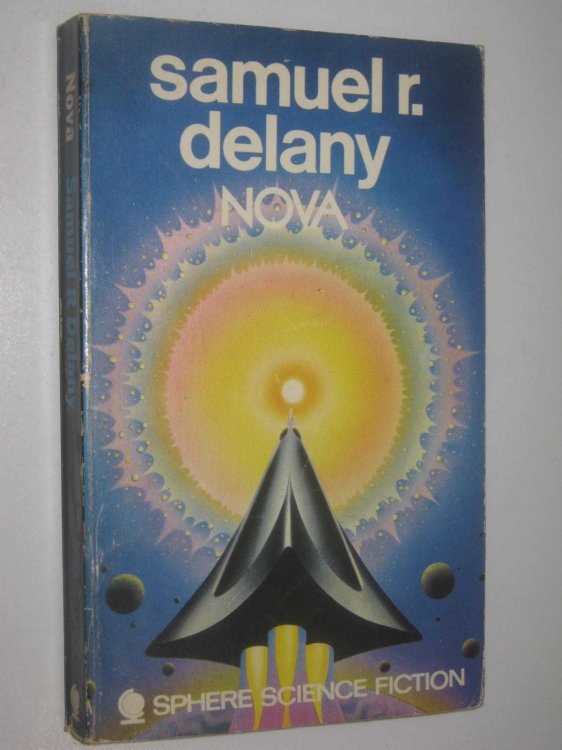 samuel r.
delany
NOVA
SPHERE SCIENCE FICTION
Nova Samuel R Delany